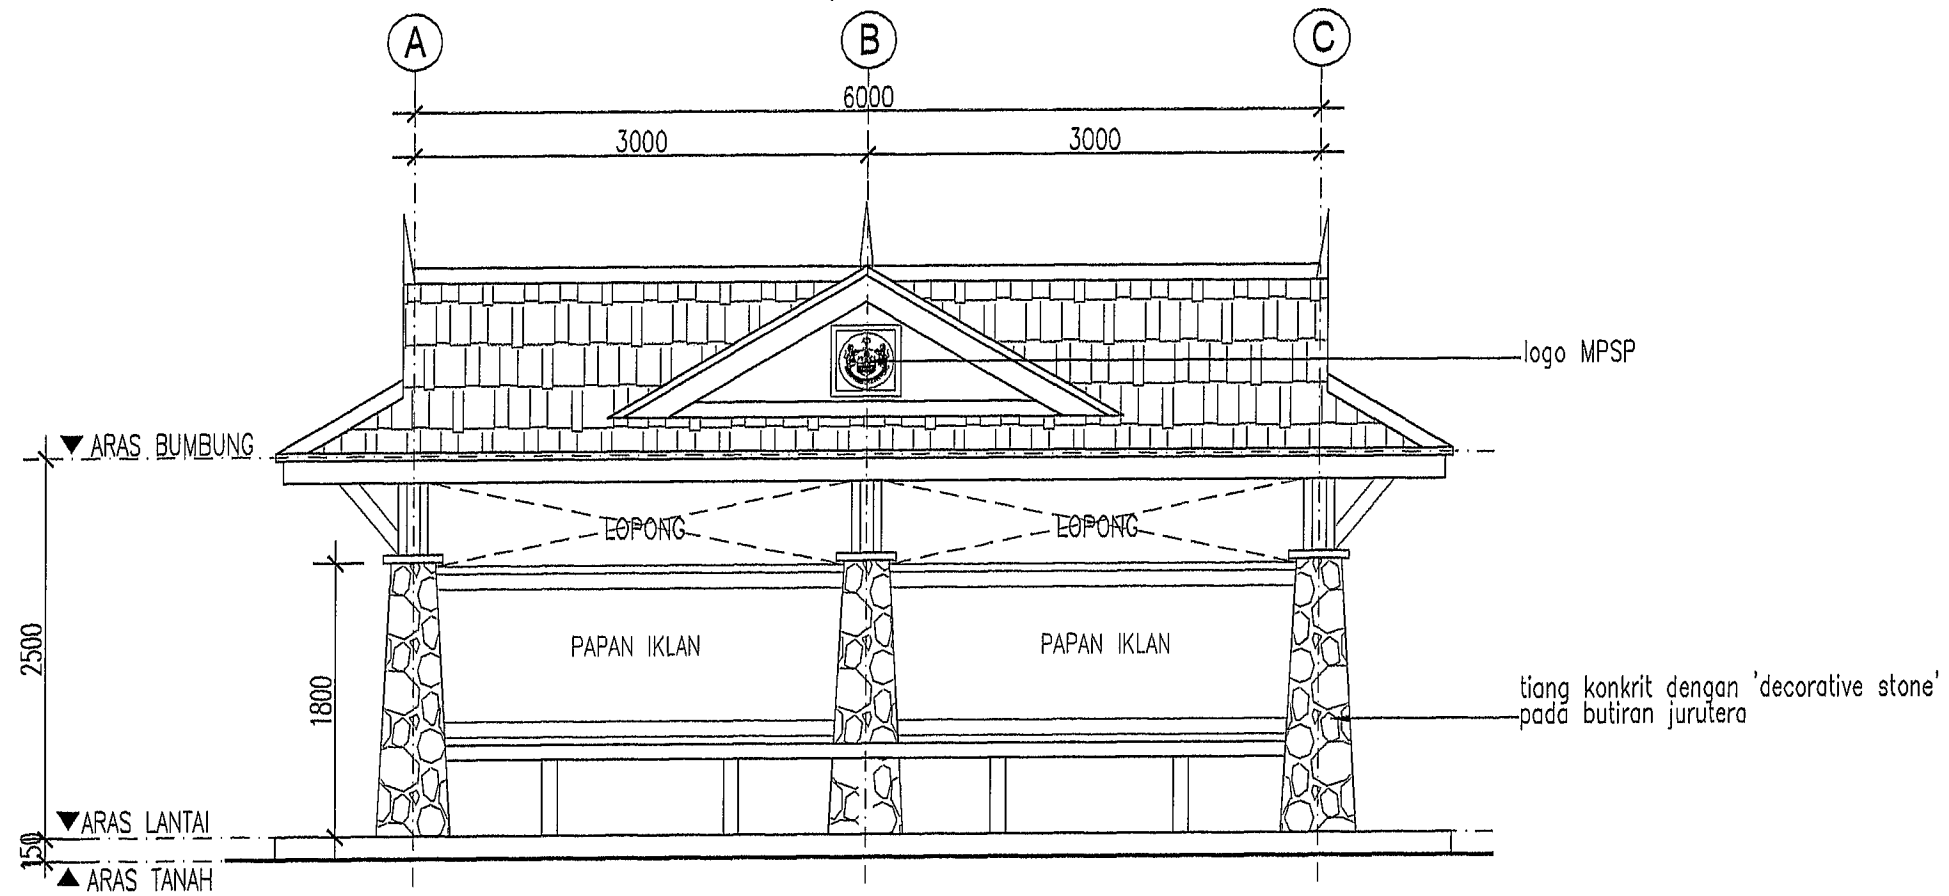 A
B
C
6000
3000
3000
logo MPSP
ARAS BUMBUNG
LOPONG
LOPONG
2500
1800
PAPAN IKLAN
PAPAN IKLAN
tiang konkrit dengan 'decorative stone'
pada butiran jurutera
ARAS LANTAI
150
ARAS TANAH